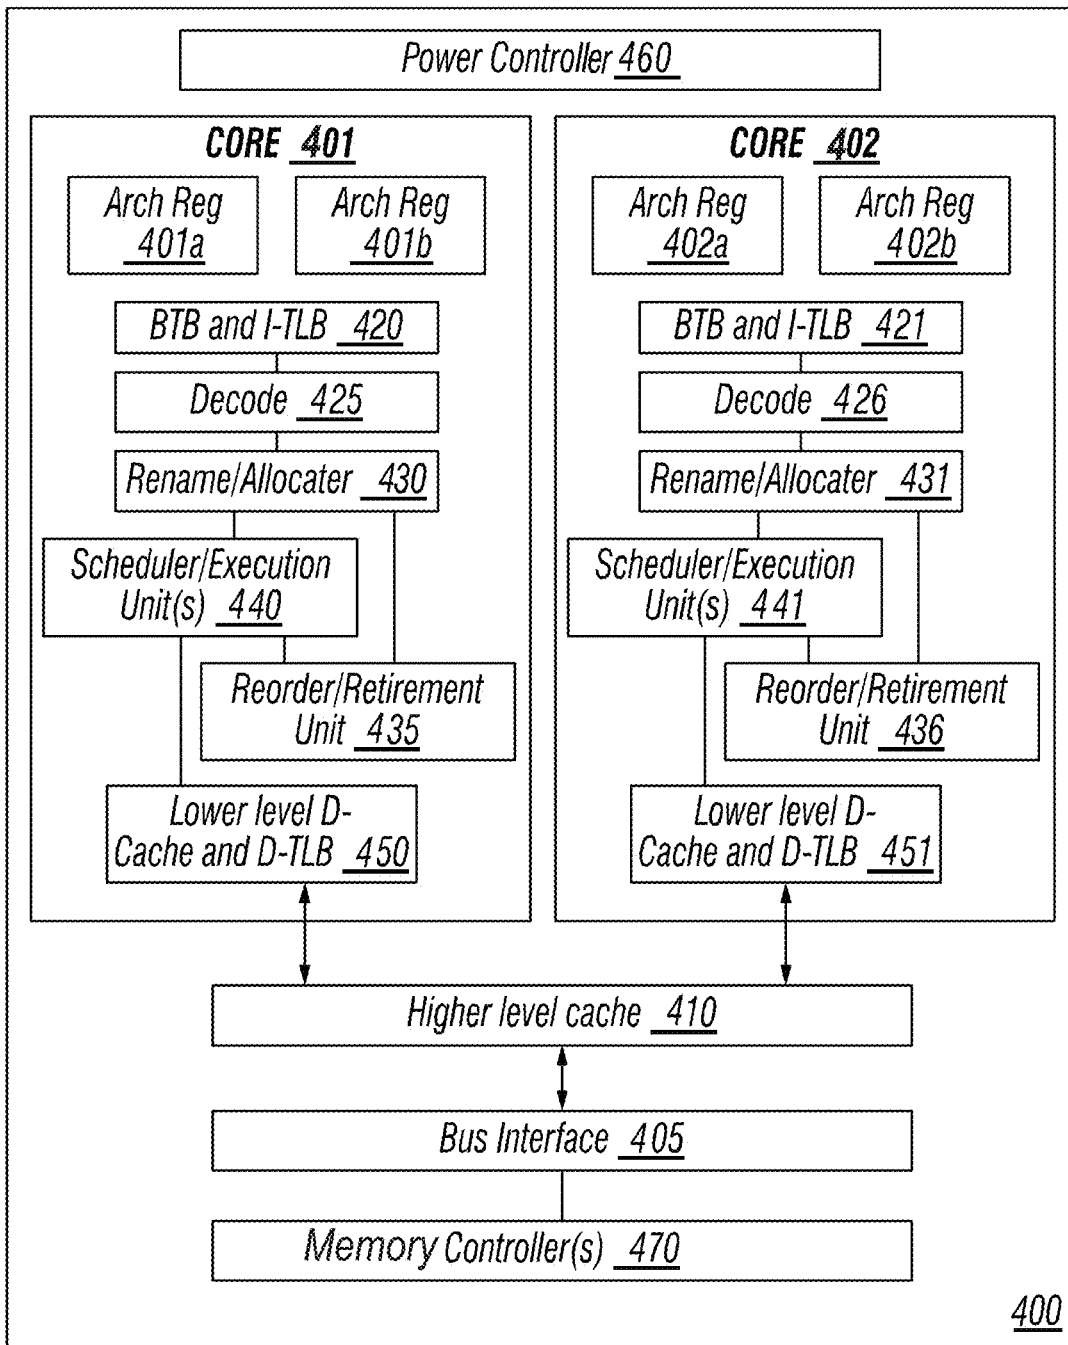 Power Controller 460
CORE 401
Arch Reg
401a
Arch Reg
401b
BTB and I-TLB 420
Decode 425
Rename/Allocater 430
Scheduler/Execution
Unit(s) 440
Reorder/Retirement
Unit 435
Lower level D-
Cache and D-TLB 450
CORE 402
Arch Reg
402a
Arch Reg
402b
BTB and I-TLB 421
Decode 426
Rename/Allocater 431
Scheduler/Execution
Unit(s) 441
Reorder/Retirement
Unit 436
Lower level D-
Cache and D-TLB 451
Higher level cache 410
Bus Interface 405
Memory Controller(s) 470
400